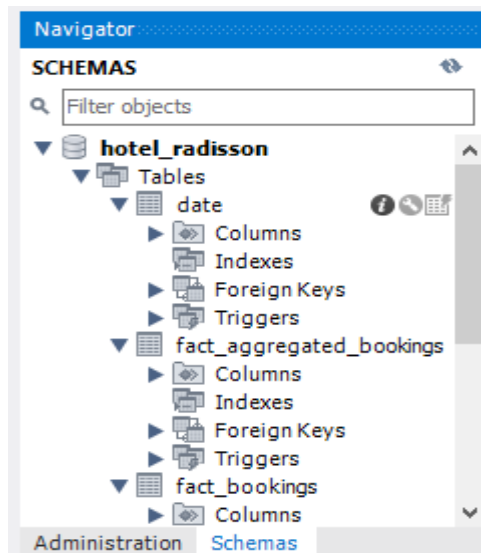 Navigator
SCHEMAS
Filter objects
hotel_radisson
Tables
date
Columns
Indexes
Foreign Keys
Triggers
fact_aggregated_bookings
Columns
Indexes
Foreign Keys
Triggers
fact_bookings
Columns
Administration Schemas